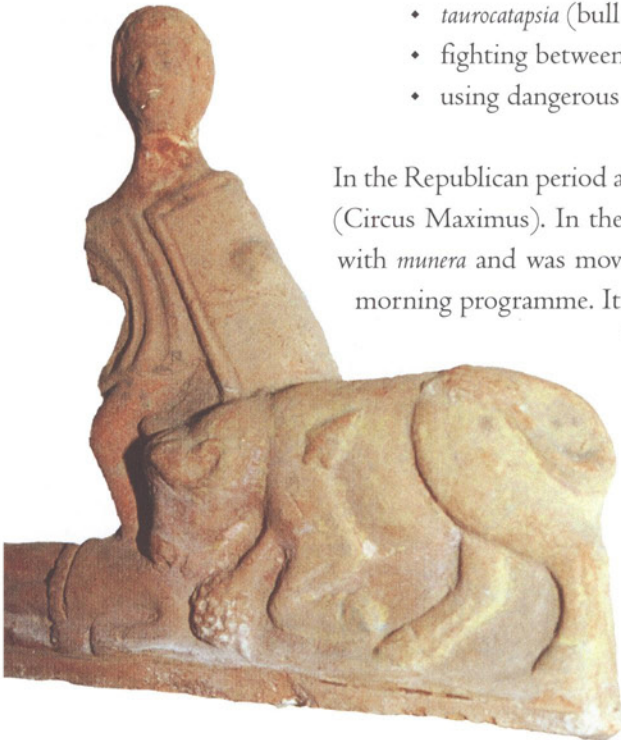 • taurocatapsia (bull
• fighting between
• using dangerous
In the Republican period a
(Circus Maximus). In the
with munera and was mov
morning programme. It